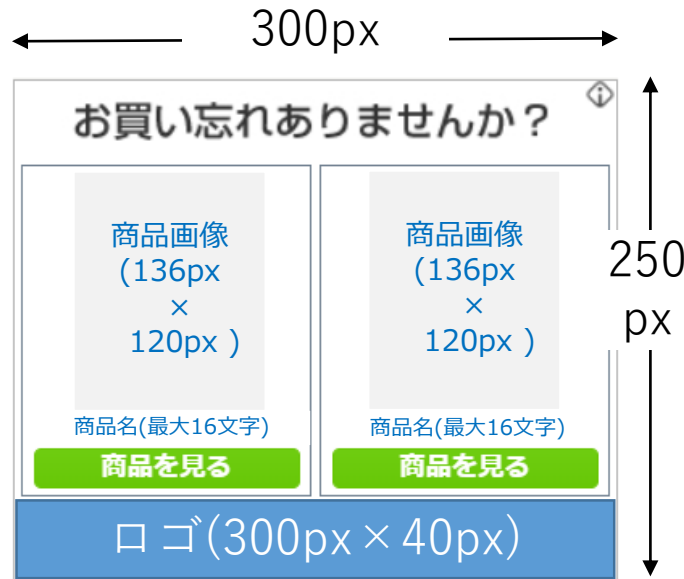 300px
お買い忘れありませんか？
商品画像
(136px
×
120px )
商品名(最大16文字)
商品を見る
商品画像
(136px
×
120px )
商品名(最大16文字)
商品を見る
250
px
ロゴ(300px×40px)